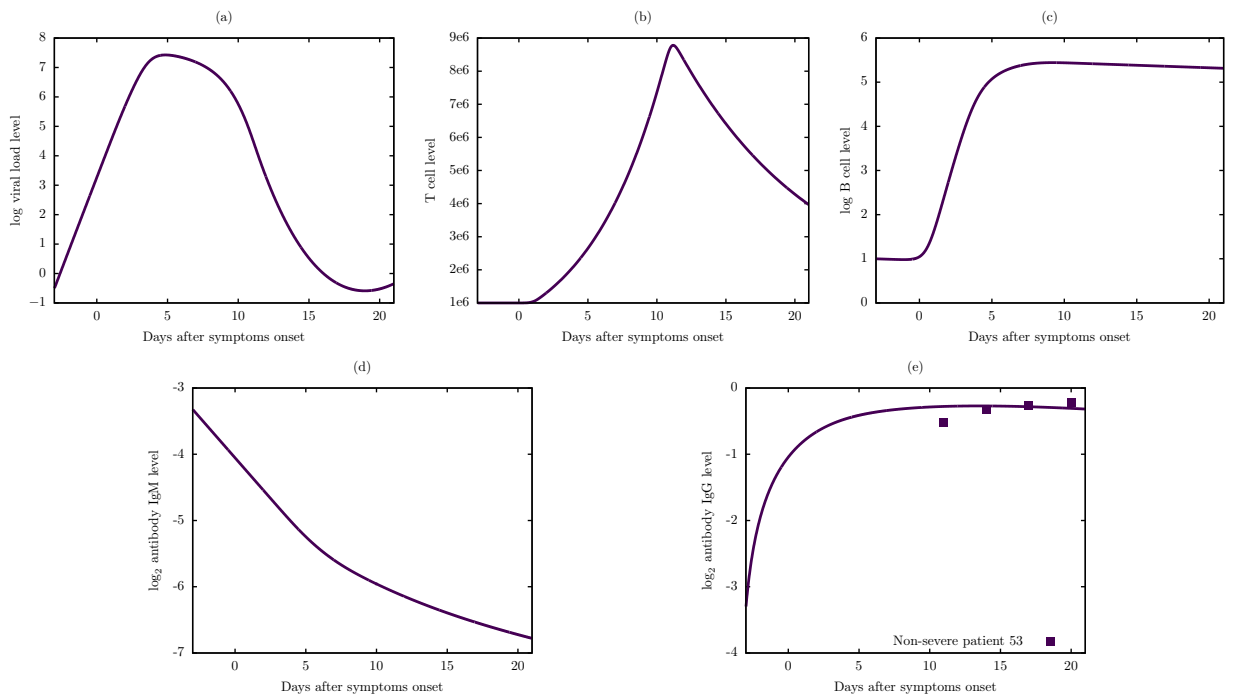 (a)
8
7
6
5
4
3
2
1
0
−1
log viral load level
0 5 10 15 20
Days after symptoms onset
(b)
9e6
8e6
7e6
6e6
5e6
4e6
3e6
2e6
1e6
T cell level
0 5 10 15 20
Days after symptoms onset
(c)
6
5
4
3
2
1
0
log B cell level
0 5 10 15 20
Days after symptoms onset
(d)
-3
-4
-5
-6
-7
log₂ antibody IgM level
0 5 10 15 20
Days after symptoms onset
(e)
0
-1
-2
-3
-4
log₂ antibody IgG level
Non-severe patient 53
0 5 10 15 20
Days after symptoms onset